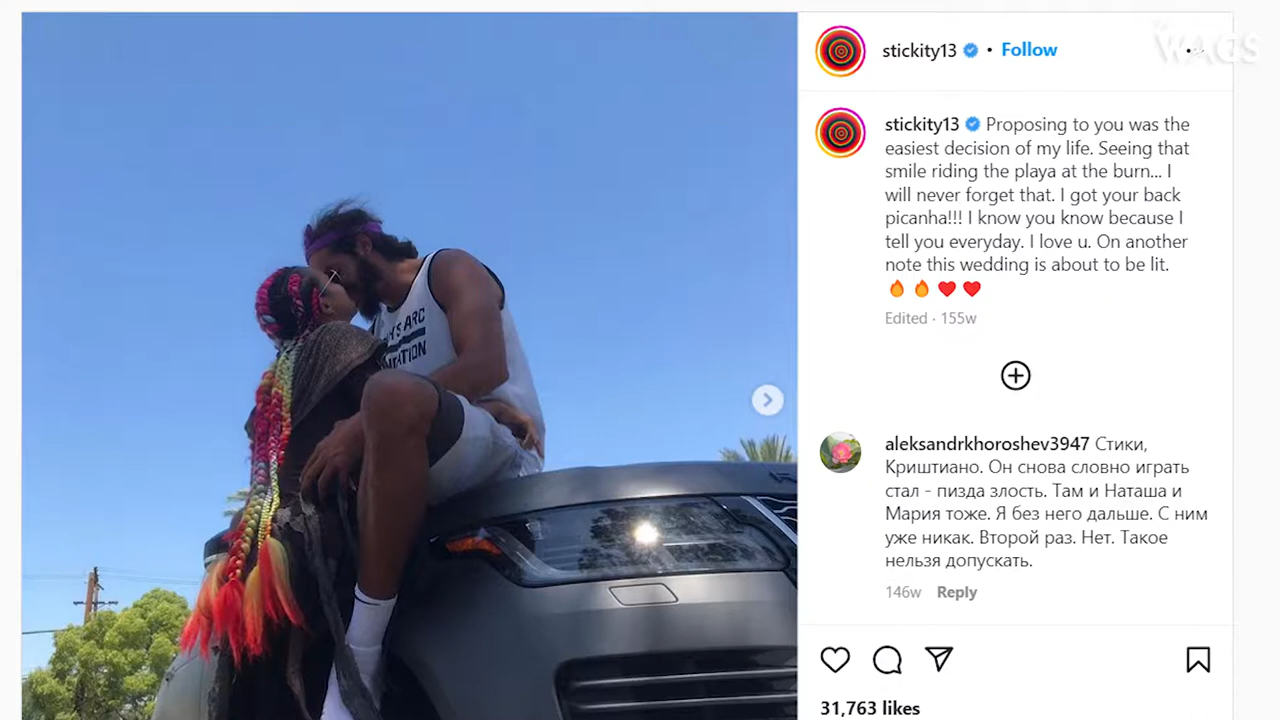 stickity13 • Follow
WAGS
stickity13 Proposing to you was the
easiest decision of my life. Seeing that
smile riding the playa at the burn... I
will never forget that. I got your back
picanha!!! I know you know because I
tell you everyday. I love u. On another
note this wedding is about to be lit.
🔥 🔥 ❤️ ❤️
Edited · 155w
aleksandrkhoroshev3947 Стики,
Криштиано. Он снова словно играть
стал - пизда злость. Там и Наташа и
Мария тоже. Я без него дальше. С ним
уже никак. Второй раз. Нет. Такое
нельзя допускать.
146w Reply
31,763 likes
ARC